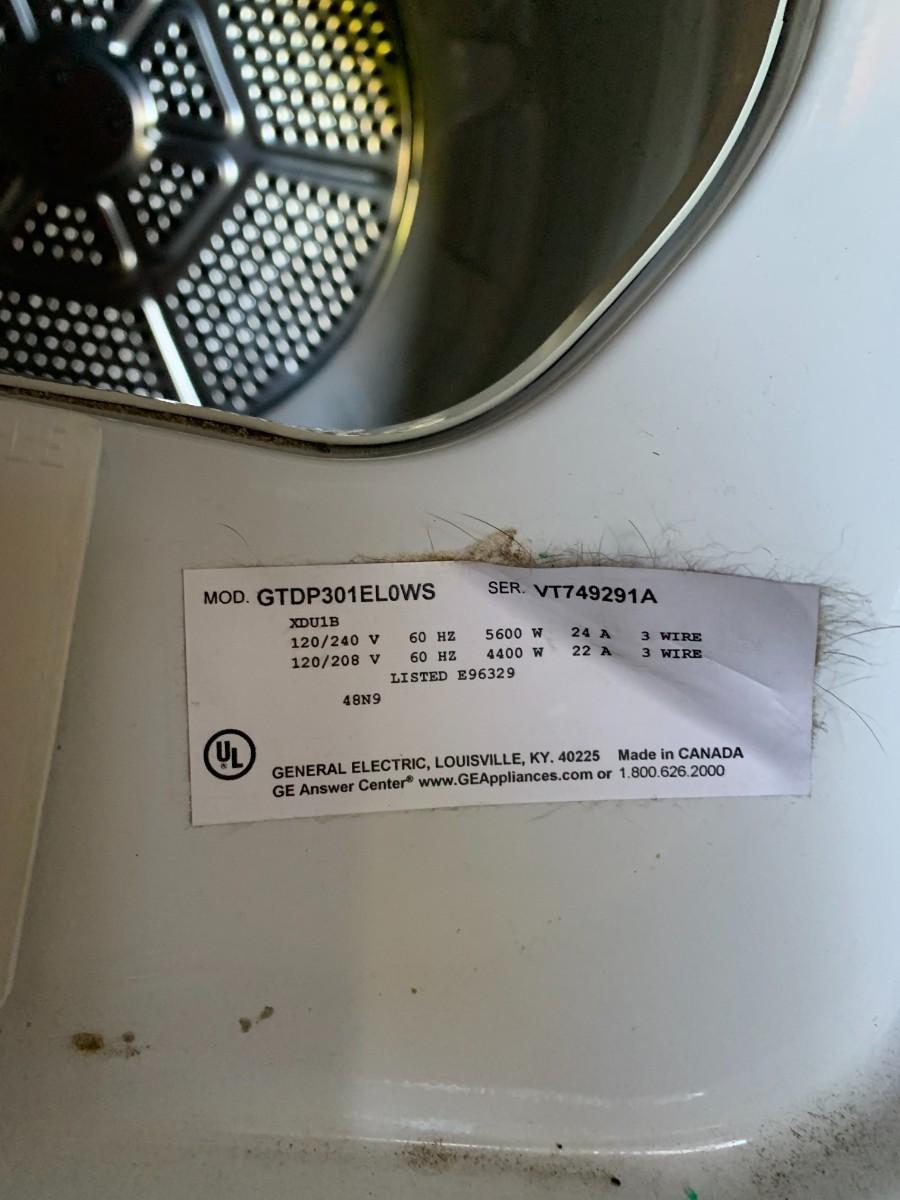 MOD. GTDP301EL0WS SER. VT749291A
XDU1B
120/240 V 60 HZ 5600 W 24 A 3 WIRE
120/208 V 60 HZ 4400 W 22 A 3 WIRE
LISTED E96329
48N9
UL®
GENERAL ELECTRIC, LOUISVILLE, KY. 40225 Made in CANADA
GE Answer Center® www.GEAppliances.com or 1.800.626.2000